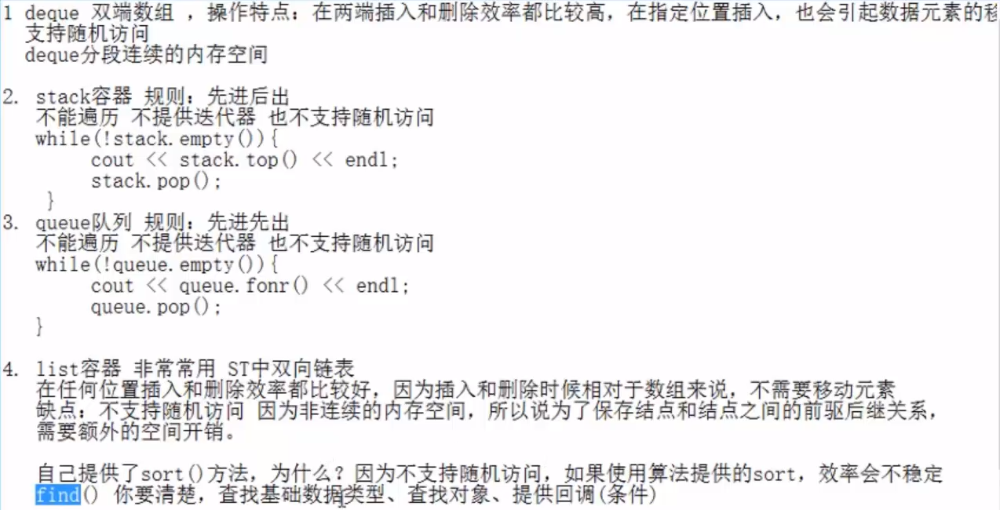 1 deque 双端数组 ，操作特点：在两端插入和删除效率都比较高，在指定位置插入，也会引起数据元素的移
支持随机访问
deque分段连续的内存空间
2. stack容器 规则：先进后出
不能遍历 不提供迭代器 也不支持随机访问
while(!stack.empty()){
cout << stack.top() << endl;
stack.pop();
}
3. queue队列 规则：先进先出
不能遍历 不提供迭代器 也不支持随机访问
while(!queue.empty()){
cout << queue.fonr() << endl;
queue.pop();
}
4. list容器 非常常用 ST中双向链表
在任何位置插入和删除效率都比较好，因为插入和删除时候相对于数组来说，不需要移动元素
缺点：不支持随机访问 因为非连续的内存空间，所以说为了保存结点和结点之间的前驱后继关系，
需要额外的空间开销。
自己提供了sort()方法，为什么？因为不支持随机访问，如果使用算法提供的sort，效率会不稳定
find() 你要清楚，查找基础数据类型、查找对象、提供回调(条件)